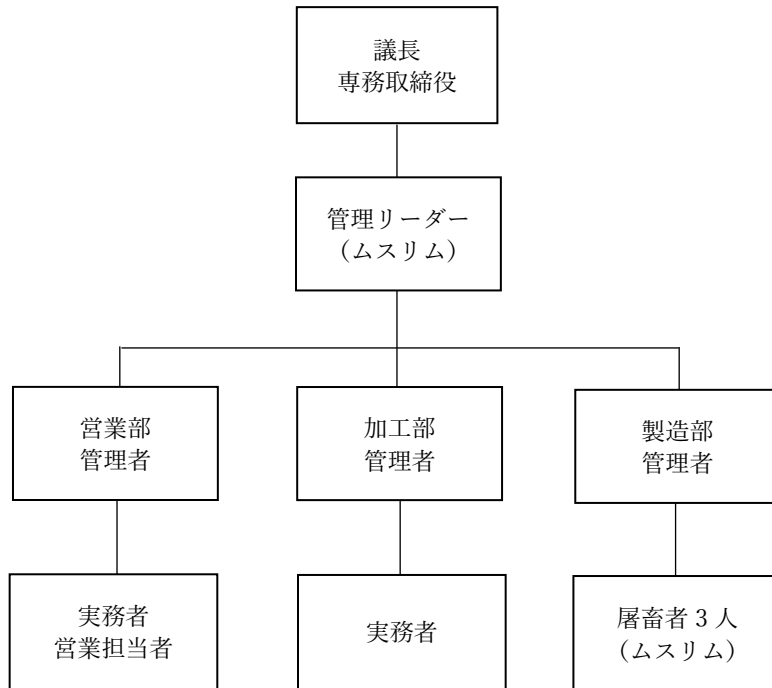 議長
専務取締役
管理リーダー
（ムスリム）
営業部
管理者
加工部
管理者
製造部
管理者
実務者
営業担当者
実務者
屠畜者 3 人
（ムスリム）